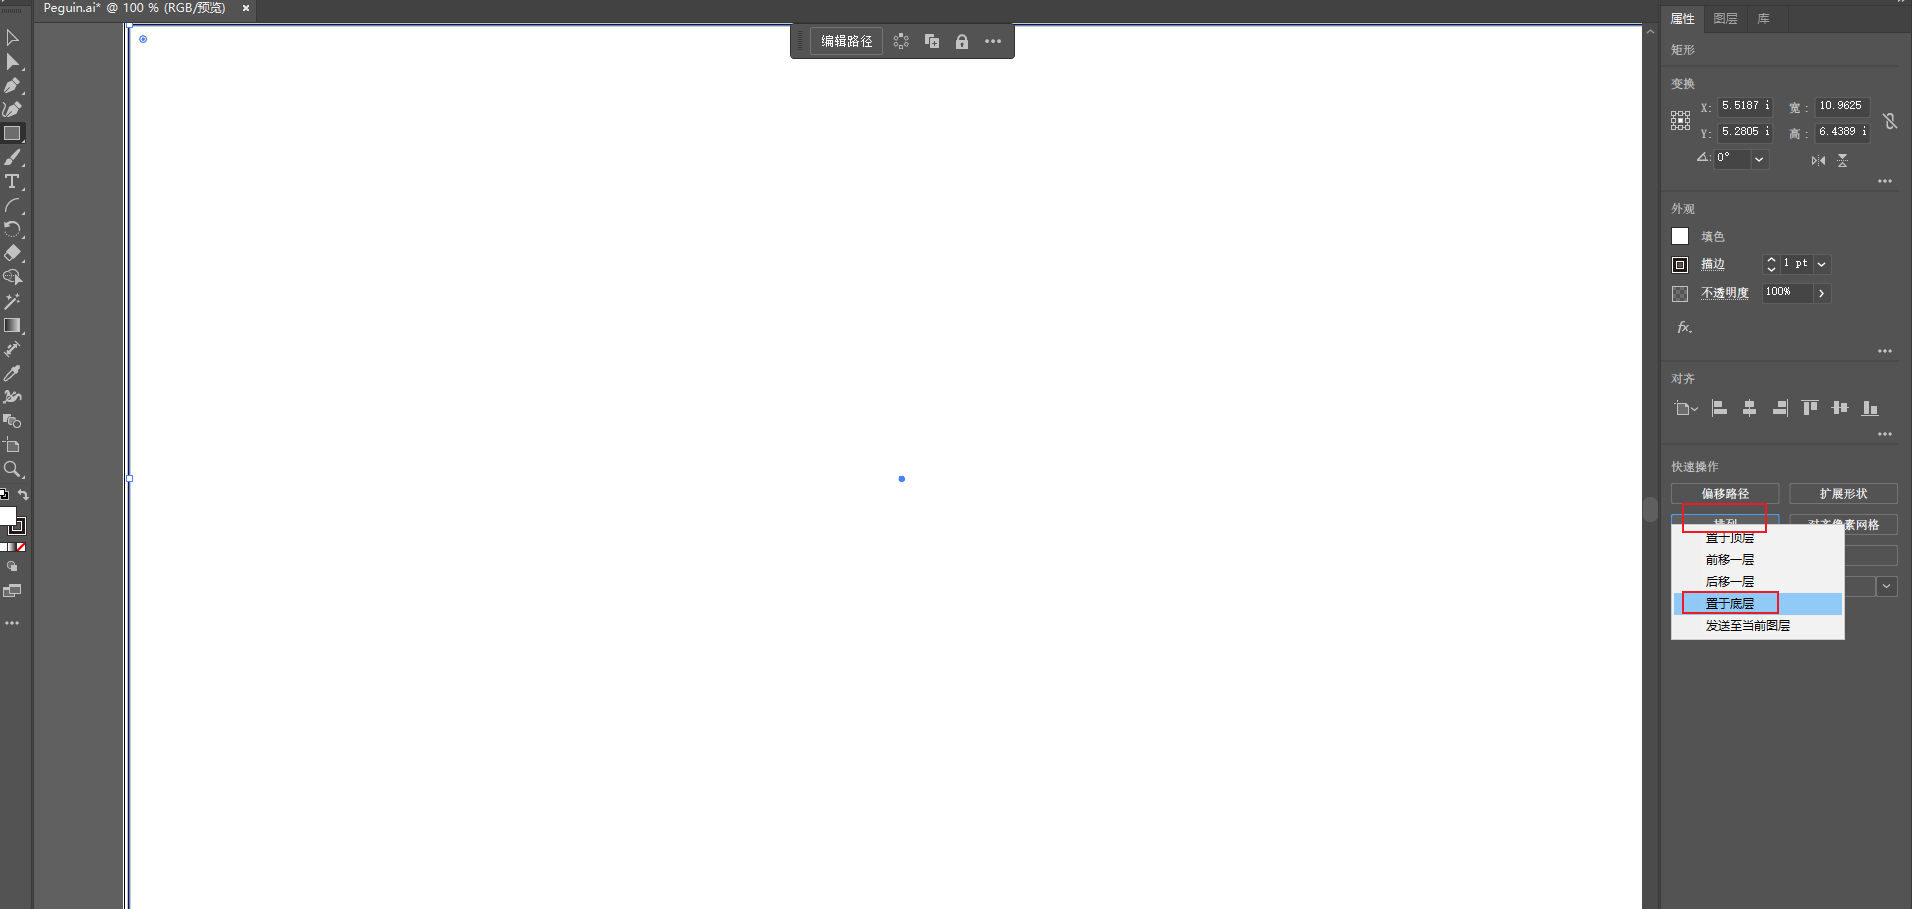 Peguin.ai* @ 100 % (RGB/预览) ×
编辑路径
属性 图层 库
矩形
变换
X: 5.5187 i 宽: 10.9625
Y: 5.2805 i 高: 6.4389 i
0°
外观
填色
描边 1 pt
不透明度 100%
fx.
对齐
快速操作
偏移路径 扩展形状
排列 对齐像素网格
置于顶层
前移一层
后移一层
置于底层
发送至当前图层